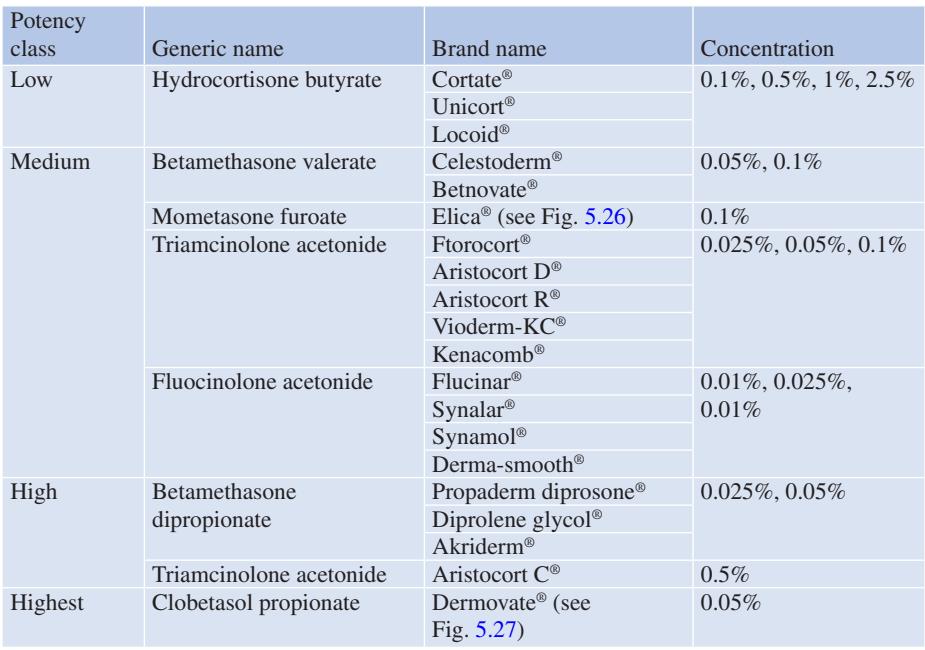 Potency
class Generic name Brand name Concentration
Low Hydrocortisone butyrate Cortate® 0.1%, 0.5%, 1%, 2.5%
Unicort®
Locoid®
Medium Betamethasone valerate Celestoderm® 0.05%, 0.1%
Betnovate®
Mometasone furoate Elica® (see Fig. 5.26) 0.1%
Triamcinolone acetonide Ftorocort® 0.025%, 0.05%, 0.1%
Aristocort D®
Aristocort R®
Vioderm-KC®
Kenacomb®
Fluocinolone acetonide Flucinar® 0.01%, 0.025%,
Synalar® 0.01%
Synamol®
Derma-smooth®
High Betamethasone Propaderm diprosone® 0.025%, 0.05%
dipropionate Diprolene glycol®
Akriderm®
Triamcinolone acetonide Aristocort C® 0.5%
Highest Clobetasol propionate Dermovate® (see 0.05%
Fig. 5.27)